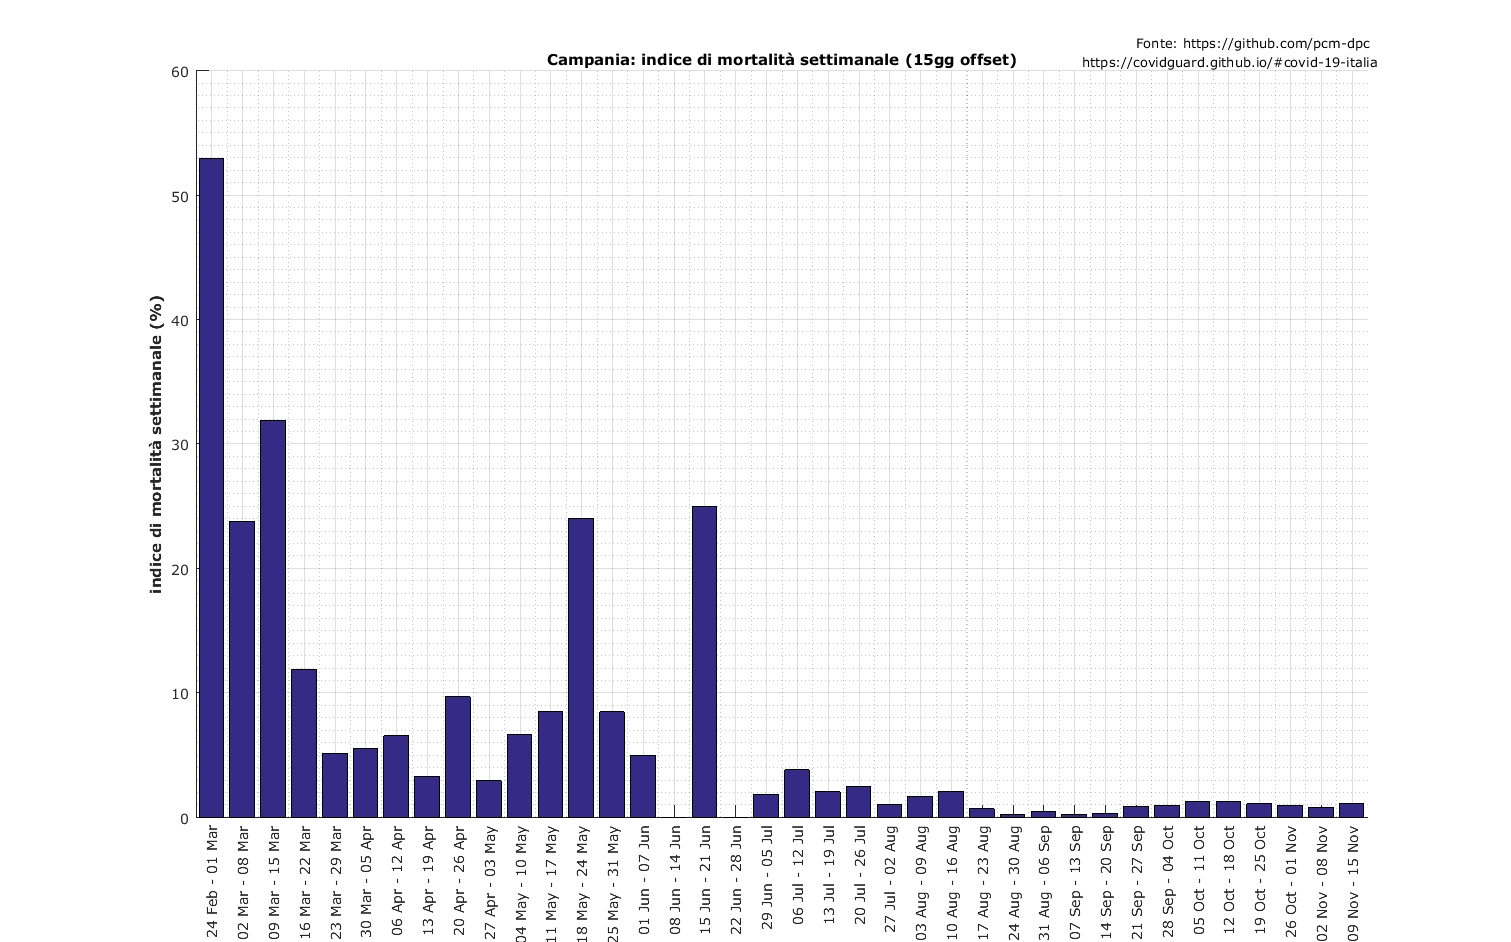 Fonte: https://github.com/pcm-dpc
Campania: indice di mortalità settimanale (15gg offset)
https://covidguard.github.io/#covid-19-italia
indice di mortalità settimanale (%)
60
50
40
30
20
10
0
24 Feb - 01 Mar
02 Mar - 08 Mar
09 Mar - 15 Mar
16 Mar - 22 Mar
23 Mar - 29 Mar
30 Mar - 05 Apr
06 Apr - 12 Apr
13 Apr - 19 Apr
20 Apr - 26 Apr
27 Apr - 03 May
04 May - 10 May
11 May - 17 May
18 May - 24 May
25 May - 31 May
01 Jun - 07 Jun
08 Jun - 14 Jun
15 Jun - 21 Jun
22 Jun - 28 Jun
29 Jun - 05 Jul
06 Jul - 12 Jul
13 Jul - 19 Jul
20 Jul - 26 Jul
27 Jul - 02 Aug
03 Aug - 09 Aug
10 Aug - 16 Aug
17 Aug - 23 Aug
24 Aug - 30 Aug
31 Aug - 06 Sep
07 Sep - 13 Sep
14 Sep - 20 Sep
21 Sep - 27 Sep
28 Sep - 04 Oct
05 Oct - 11 Oct
12 Oct - 18 Oct
19 Oct - 25 Oct
26 Oct - 01 Nov
02 Nov - 08 Nov
09 Nov - 15 Nov